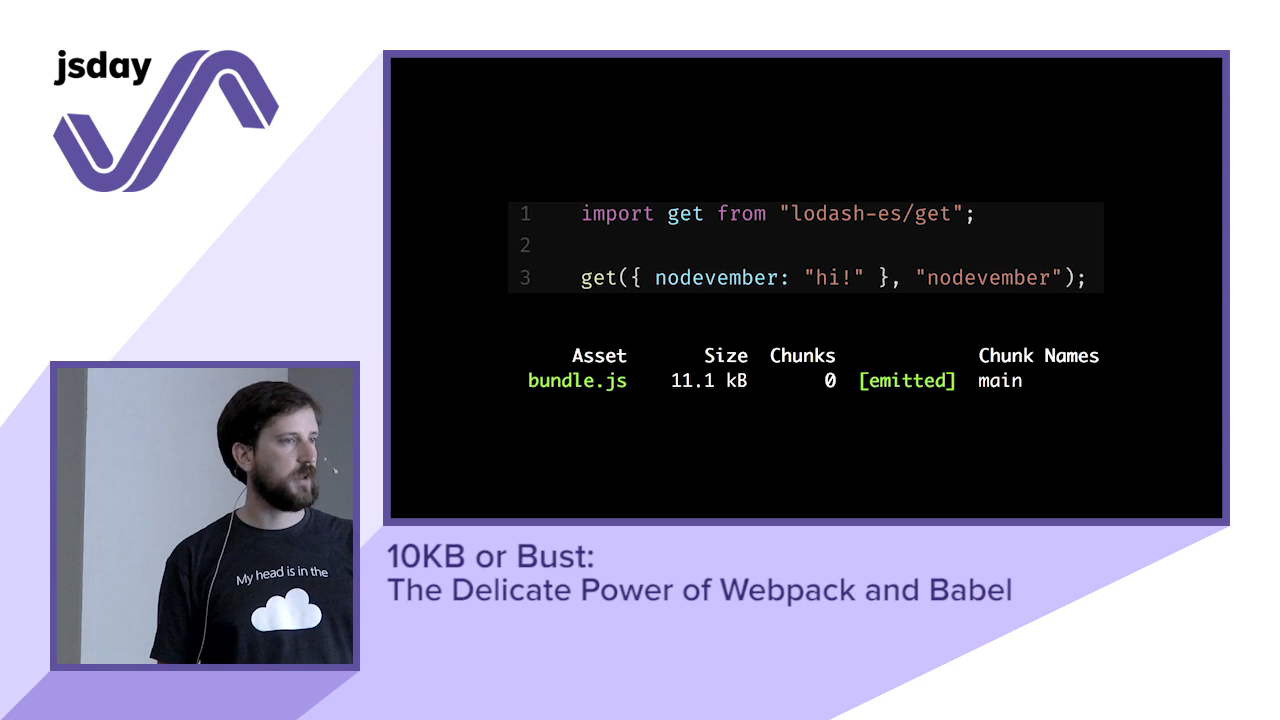 jsday
1 import get from "lodash-es/get";
2
3 get({ nodevember: "hi!" }, "nodevember");
Asset Size Chunks Chunk Names
bundle.js 11.1 kB 0 [emitted] main
My head is in the
10KB or Bust:
The Delicate Power of Webpack and Babel